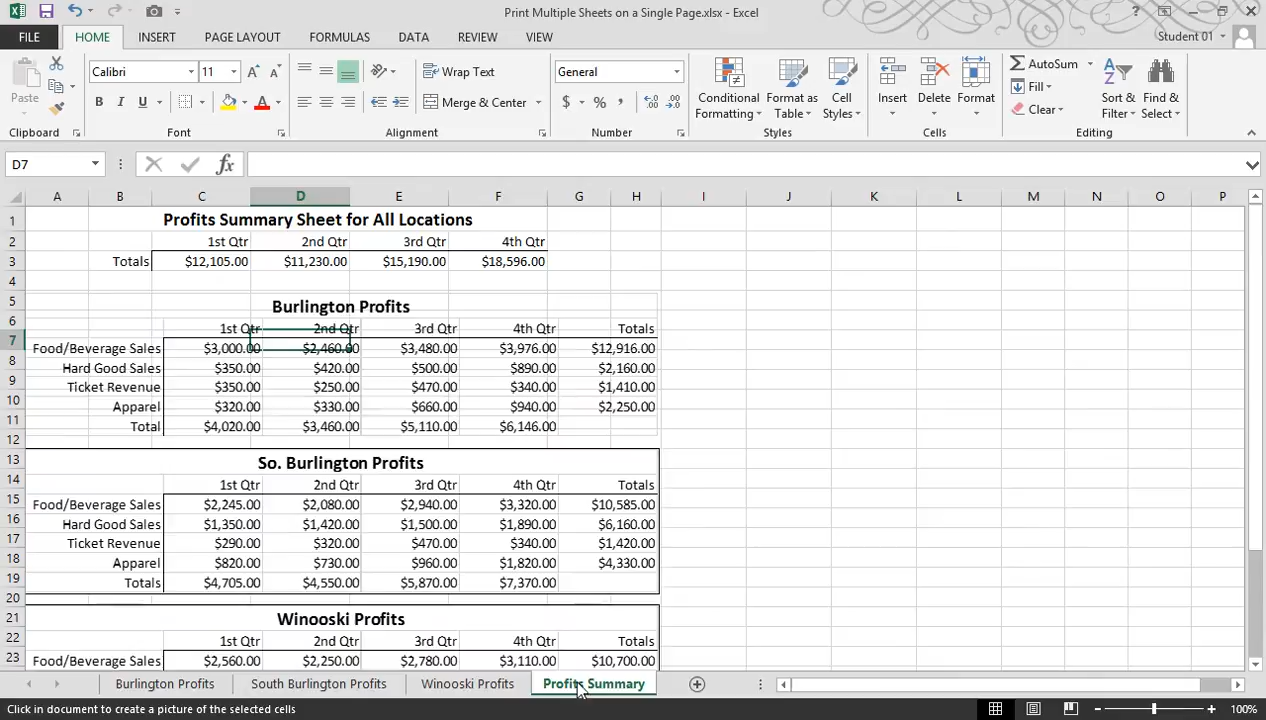 Print Multiple Sheets on a Single Page.xlsx - Excel
FILE HOME INSERT PAGE LAYOUT FORMULAS DATA REVIEW VIEW Student 01
Calibri 11 Wrap Text General AutoSum
Paste Merge & Center $ % , Conditional Formatting Format as Table Cell Styles Insert Delete Format Fill Clear Sort & Filter Find & Select
Clipboard Font Alignment Number Styles Cells Editing
D7 fx
A B C D E F G H I J K L M N O P
1 Profits Summary Sheet for All Locations
2 1st Qtr 2nd Qtr 3rd Qtr 4th Qtr
3 Totals $12,105.00 $11,230.00 $15,190.00 $18,596.00
4
5 Burlington Profits
6 1st Qtr 2nd Qtr 3rd Qtr 4th Qtr Totals
7 Food/Beverage Sales $3,000.00 $2,460.00 $3,480.00 $3,976.00 $12,916.00
8 Hard Good Sales $350.00 $420.00 $500.00 $890.00 $2,160.00
9 Ticket Revenue $350.00 $250.00 $470.00 $340.00 $1,410.00
10 Apparel $320.00 $330.00 $660.00 $940.00 $2,250.00
11 Total $4,020.00 $3,460.00 $5,110.00 $6,146.00
12
13 So. Burlington Profits
14 1st Qtr 2nd Qtr 3rd Qtr 4th Qtr Totals
15 Food/Beverage Sales $2,245.00 $2,080.00 $2,940.00 $3,320.00 $10,585.00
16 Hard Good Sales $1,350.00 $1,420.00 $1,500.00 $1,890.00 $6,160.00
17 Ticket Revenue $290.00 $320.00 $470.00 $340.00 $1,420.00
18 Apparel $820.00 $730.00 $960.00 $1,820.00 $4,330.00
19 Totals $4,705.00 $4,550.00 $5,870.00 $7,370.00
20
21 Winooski Profits
22 1st Qtr 2nd Qtr 3rd Qtr 4th Qtr Totals
23 Food/Beverage Sales $2,560.00 $2,250.00 $2,780.00 $3,110.00 $10,700.00
Burlington Profits South Burlington Profits Winooski Profits Profits Summary
Click in document to create a picture of the selected cells 100%